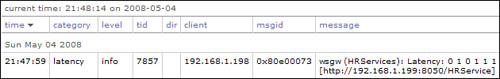 current time: 21:48:14 on 2008-05-04
time category level tid dir client msgid message
Sun May 04 2008
21:47:59 latency info 7857 192.168.1.198 0x80e00073 wsgw (HRServices): Latency: 0 1 0 1 1 1
[http://192.168.1.199:8050/HRService]